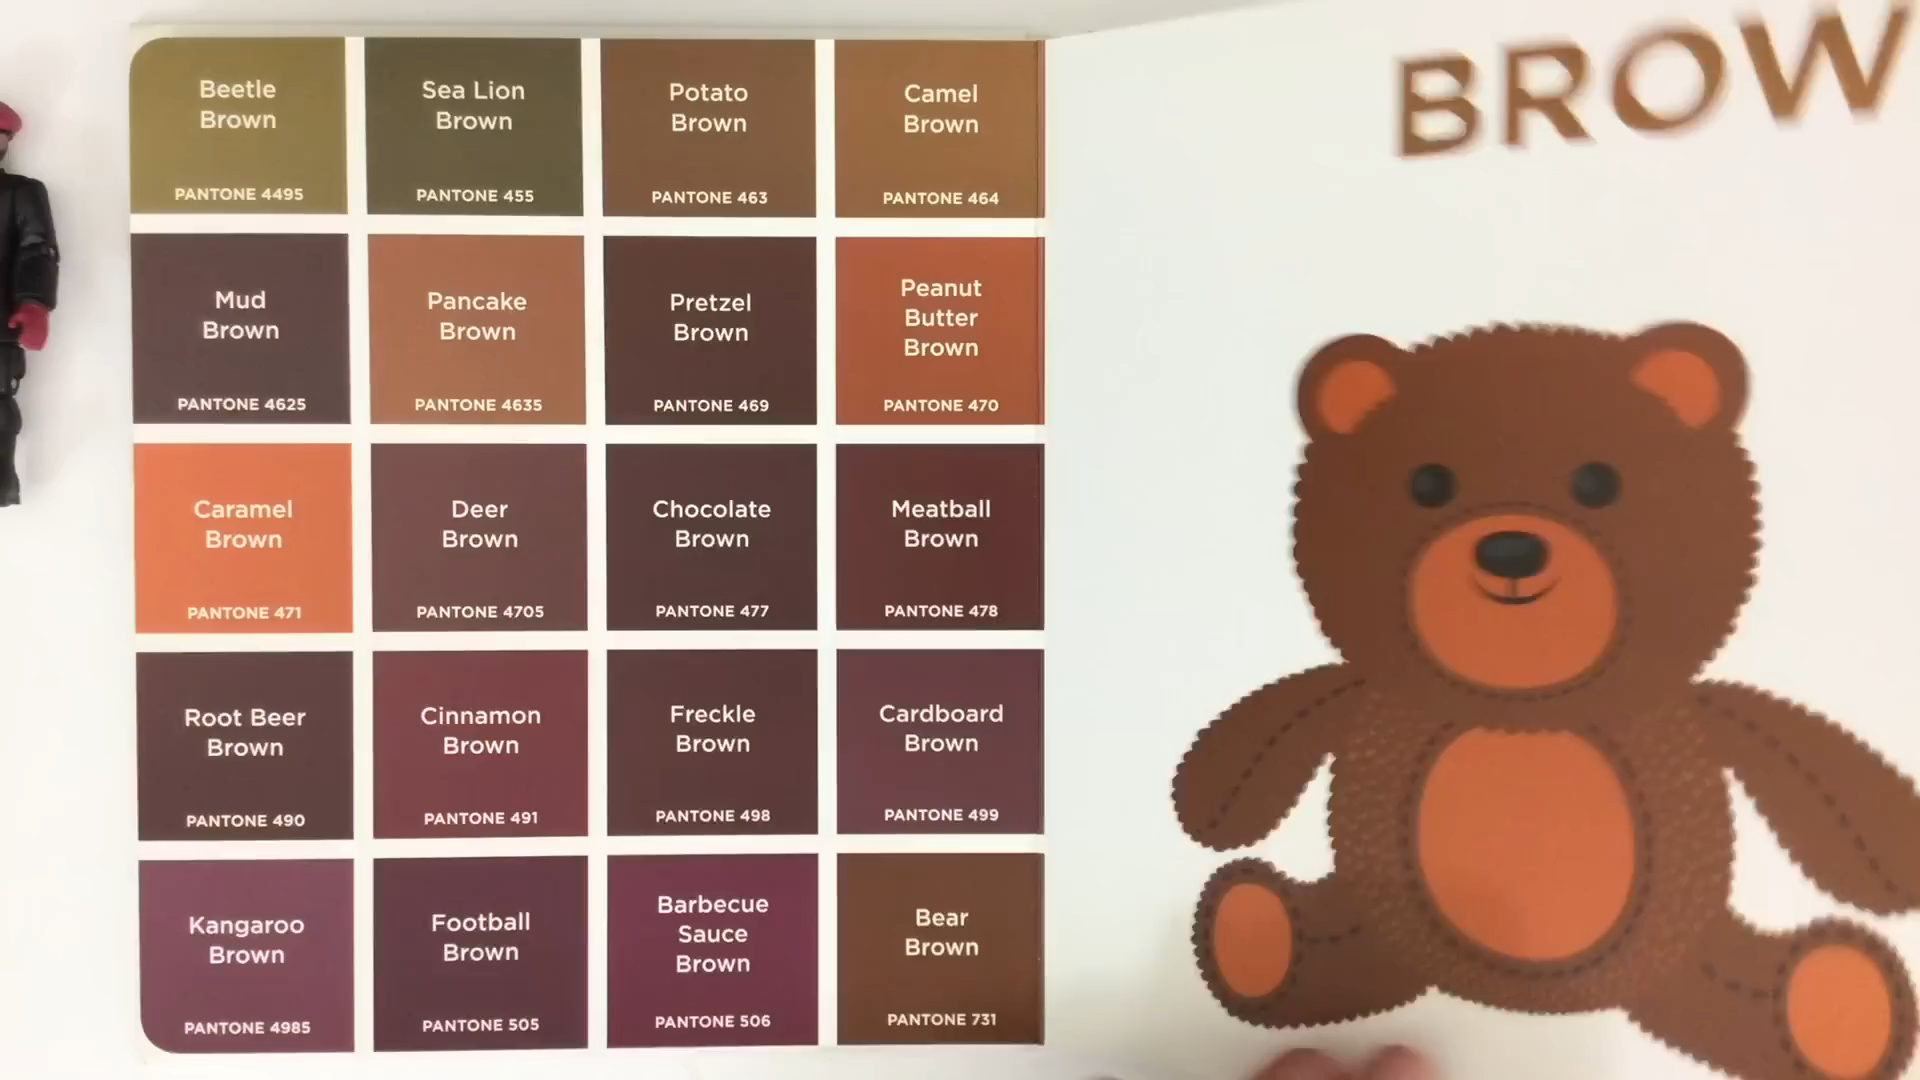 Beetle
Brown
PANTONE 4495
Sea Lion
Brown
PANTONE 455
Potato
Brown
PANTONE 463
Camel
Brown
PANTONE 464
Mud
Brown
PANTONE 4625
Pancake
Brown
PANTONE 4635
Pretzel
Brown
PANTONE 469
Peanut
Butter
Brown
PANTONE 470
Caramel
Brown
PANTONE 471
Deer
Brown
PANTONE 4705
Chocolate
Brown
PANTONE 477
Meatball
Brown
PANTONE 478
Root Beer
Brown
PANTONE 490
Cinnamon
Brown
PANTONE 491
Freckle
Brown
PANTONE 498
Cardboard
Brown
PANTONE 499
Kangaroo
Brown
PANTONE 4985
Football
Brown
PANTONE 505
Barbecue
Sauce
Brown
PANTONE 506
Bear
Brown
PANTONE 731
BROW